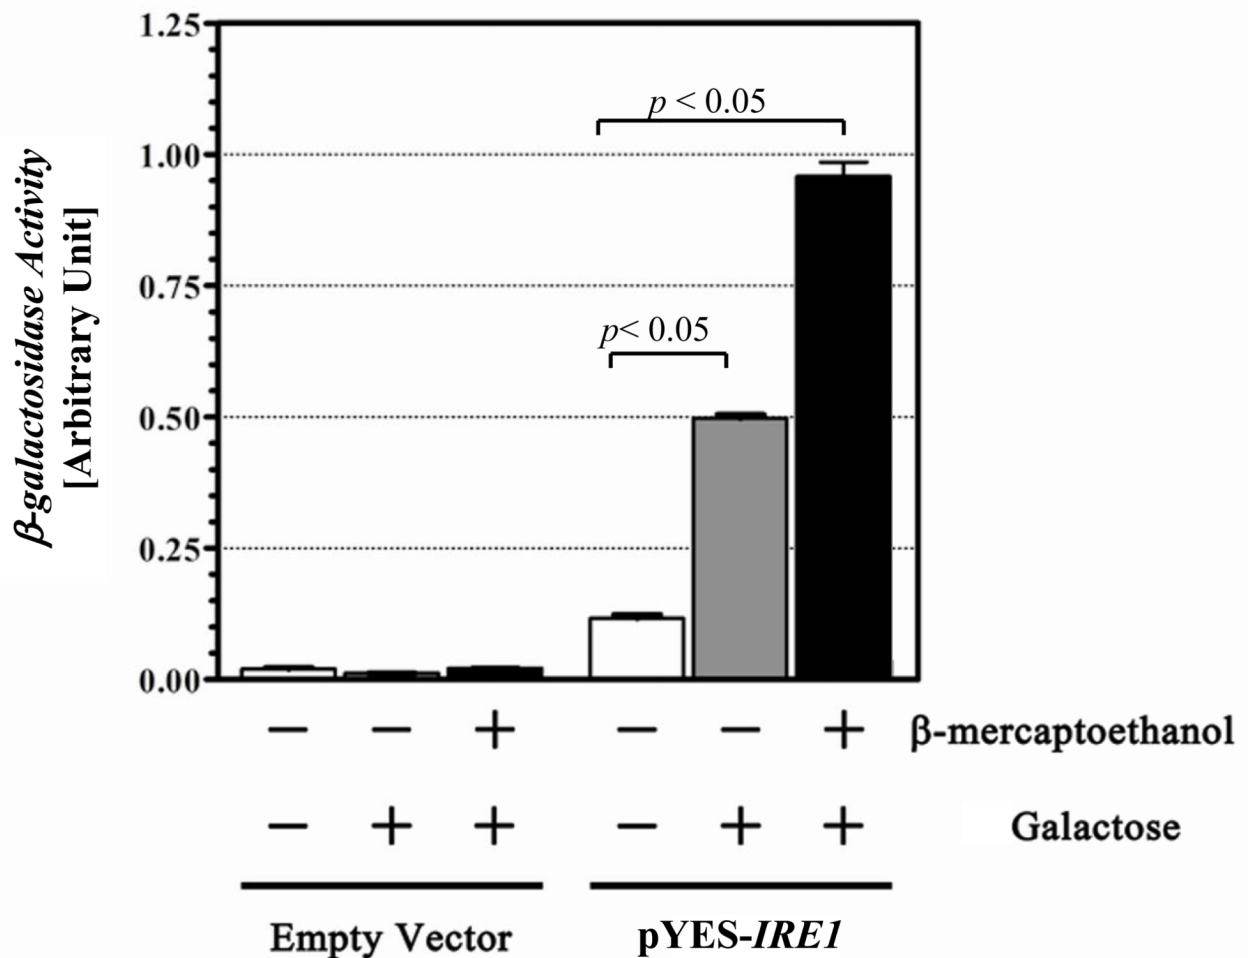 β-galactosidase Activity
[Arbitrary Unit]
1.25
1.00
0.75
0.50
0.25
0.00
p < 0.05
p< 0.05
− − + − − + β-mercaptoethanol
− + + − + + Galactose
Empty Vector pYES-IRE1